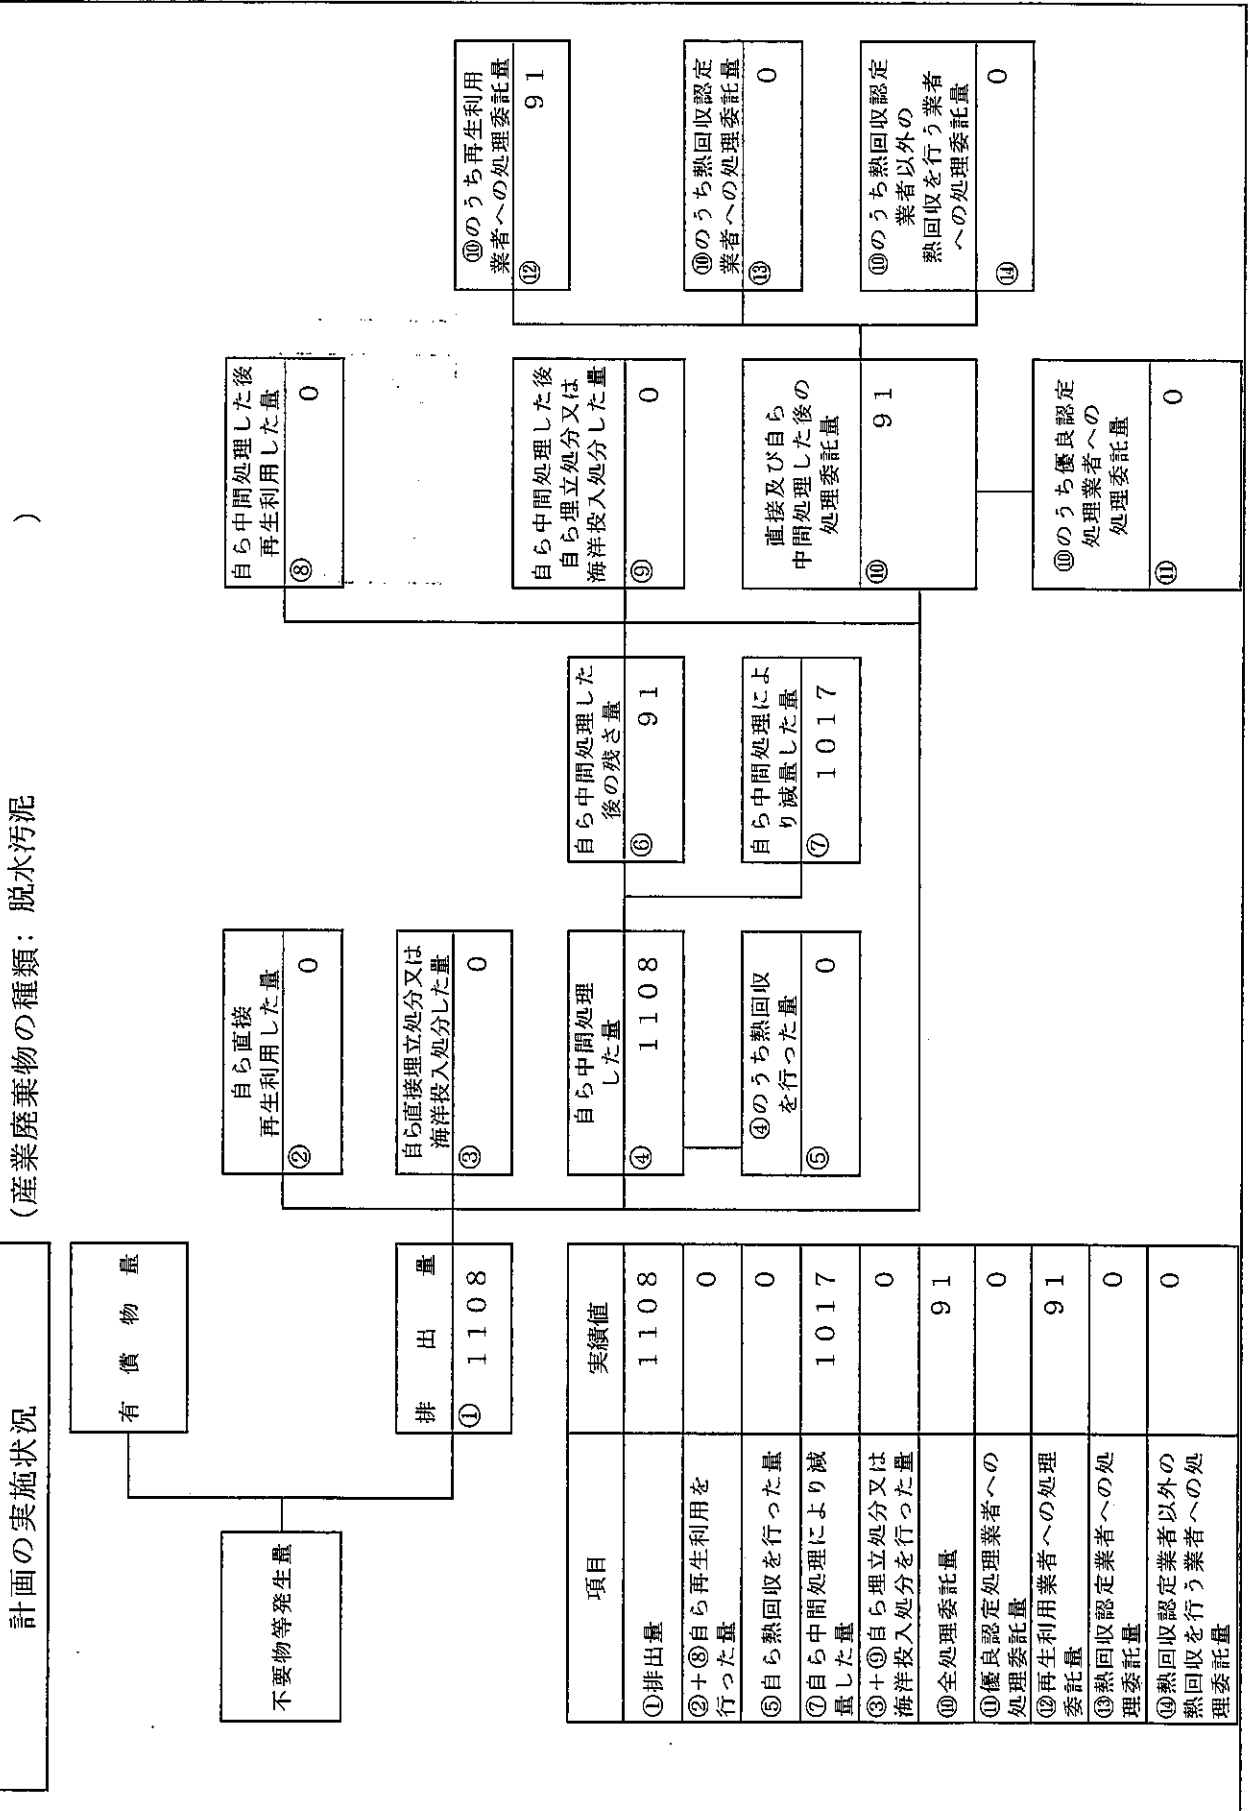 計画の実施状況
(産業廃棄物の種類: 脱水汚泥
)
不要物等発生量
有 償 物 量
排 出 量
① 1108
自ら直接
再生利用した量
② 0
自ら直接埋立処分又は
海洋投入処分した量
③ 0
自ら中間処理
した量
④ 1108
④のうち熱回収
を行った量
⑤ 0
自ら中間処理した
後の残さ量
⑥ 91
自ら中間処理によ
り減量した量
⑦ 1017
自ら中間処理した後
再生利用した量
⑧ 0
自ら中間処理した後
自ら埋立処分又は
海洋投入処分した量
⑨ 0
直接及び自ら
中間処理した後の
処理委託量
⑩ 91
⑩のうち優良認定
処理業者への
処理委託量
⑪ 0
⑩のうち再生利用
業者への処理委託量
⑫ 91
⑩のうち熱回収認定
業者への処理委託量
⑬ 0
⑩のうち熱回収認定
業者以外の
熱回収を行う業者
への処理委託量
⑭ 0
項目 実績値
①排出量 1108
②+⑧自ら再生利用を
行った量 0
⑤自ら熱回収を行った量 0
⑦自ら中間処理により減
量した量 1017
③+⑨自ら埋立処分又は
海洋投入処分を行った量 0
⑩全処理委託量 91
⑪優良認定処理業者への
処理委託量 0
⑫再生利用業者への処理
委託量 91
⑬熱回収認定業者への処
理委託量 0
⑭熱回収認定業者以外の
熱回収を行う業者への処
理委託量 0